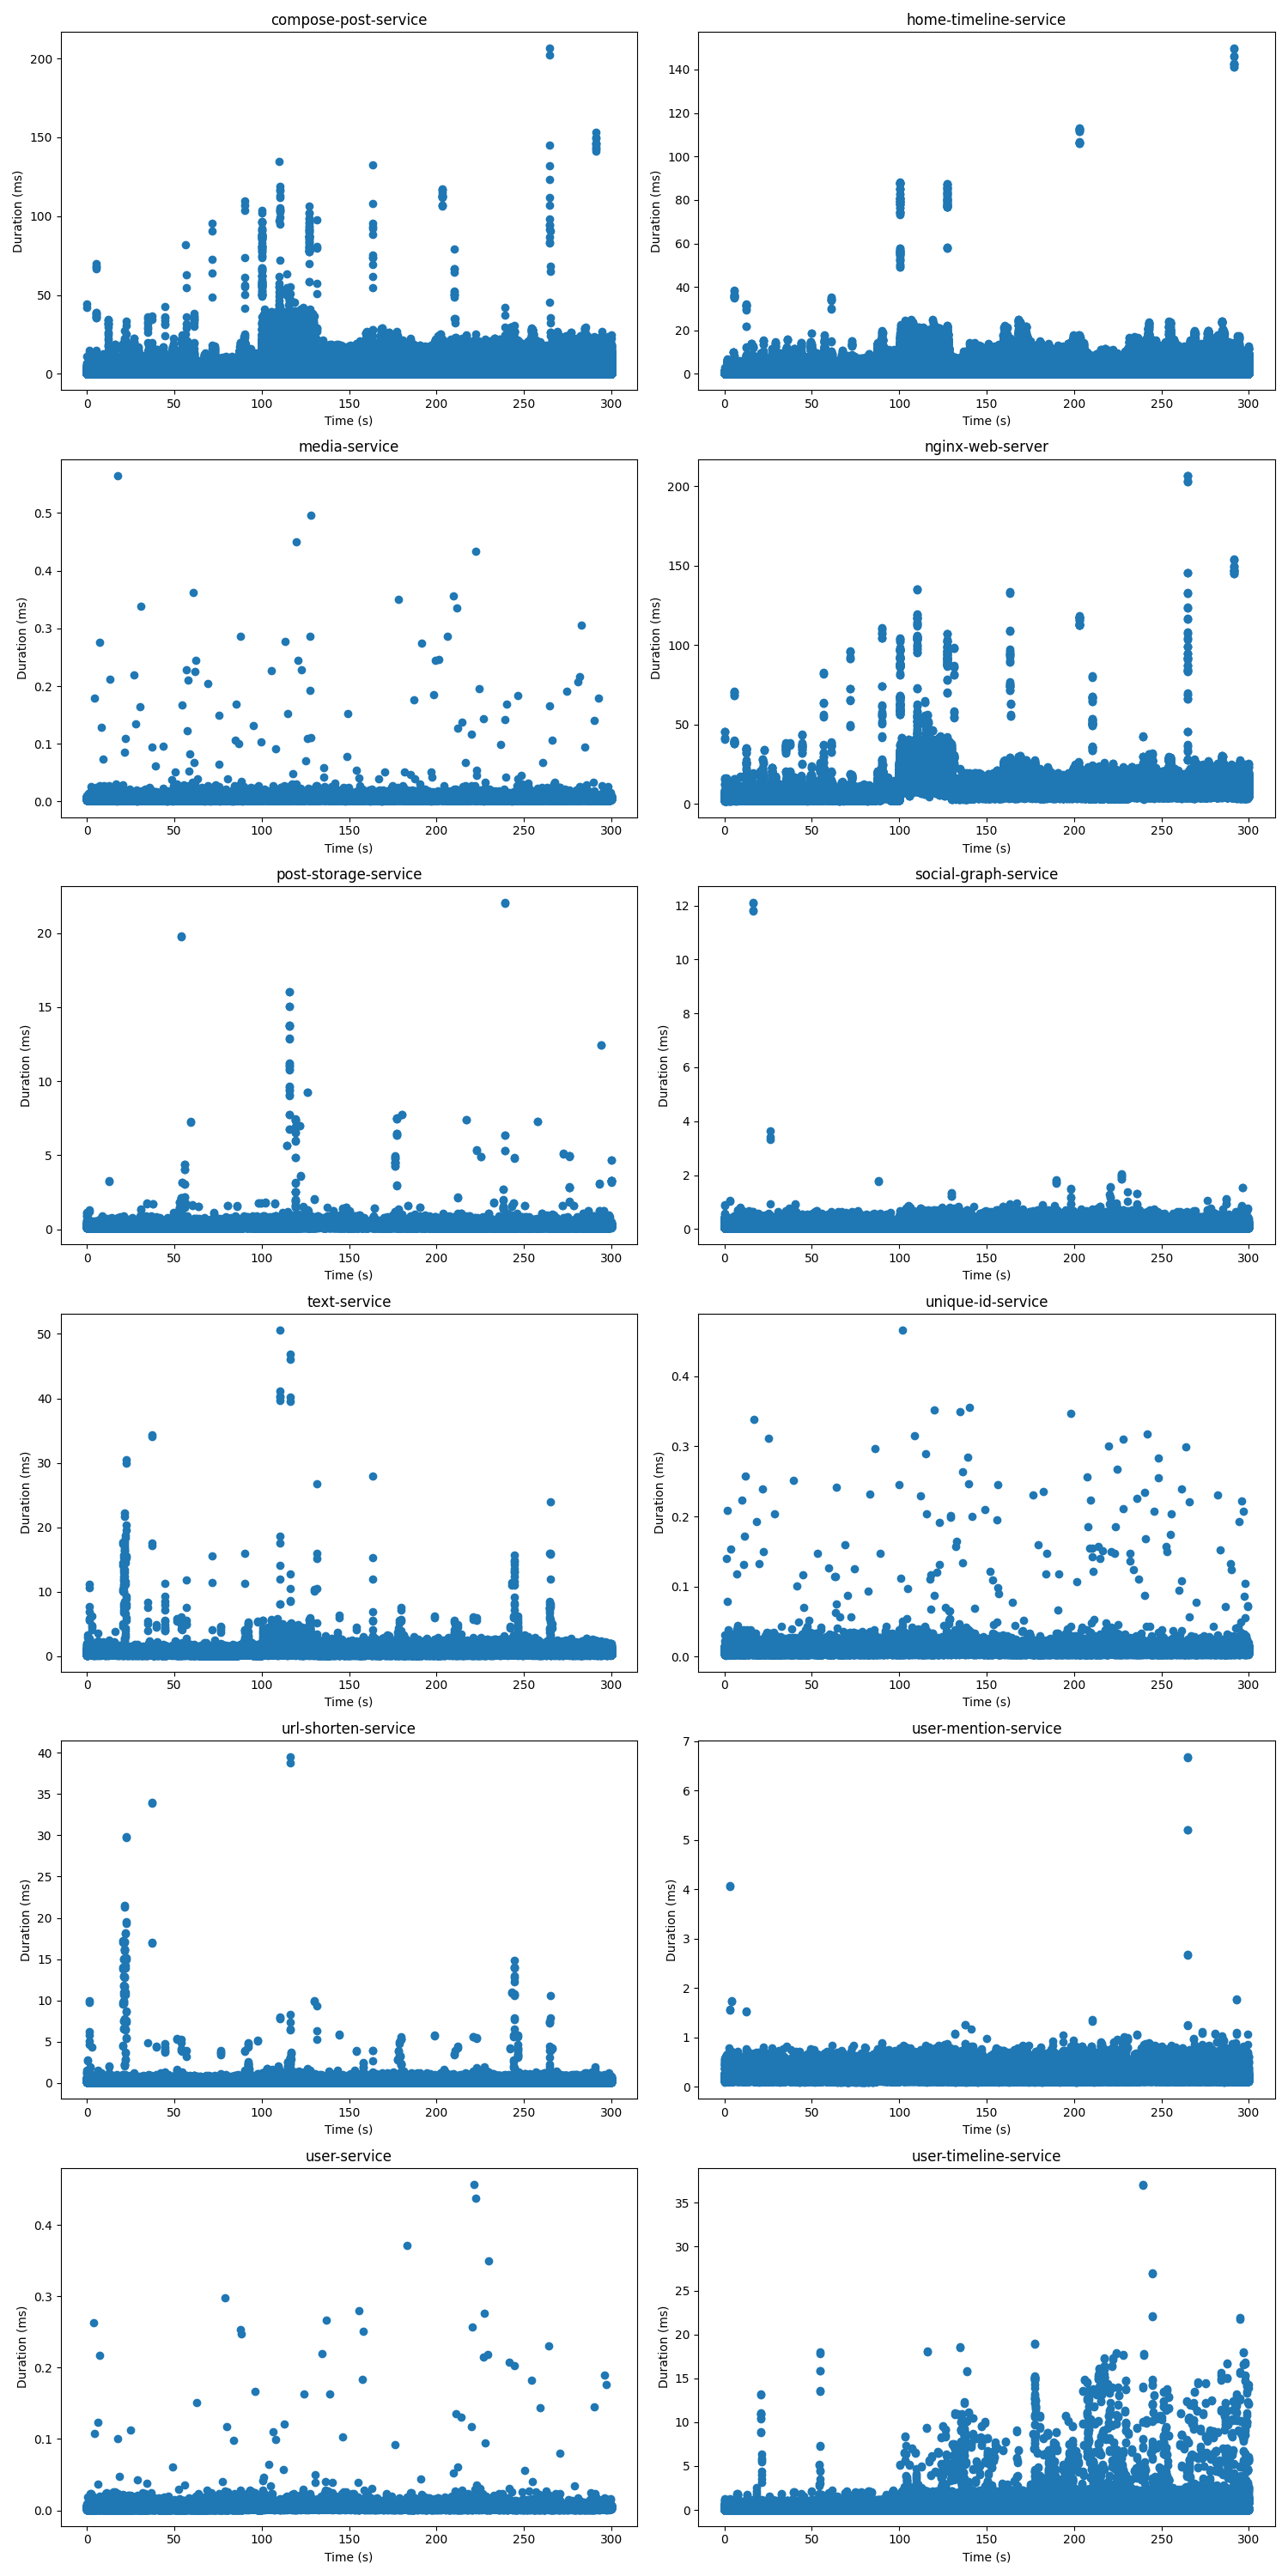 compose-post-service
Duration (ms)
200
150
100
50
0
0 50 100 150 200 250 300
Time (s)
home-timeline-service
Duration (ms)
140
120
100
80
60
40
20
0
0 50 100 150 200 250 300
Time (s)
media-service
Duration (ms)
0.5
0.4
0.3
0.2
0.1
0.0
0 50 100 150 200 250 300
Time (s)
nginx-web-server
Duration (ms)
200
150
100
50
0
0 50 100 150 200 250 300
Time (s)
post-storage-service
Duration (ms)
20
15
10
5
0
0 50 100 150 200 250 300
Time (s)
social-graph-service
Duration (ms)
12
10
8
6
4
2
0
0 50 100 150 200 250 300
Time (s)
text-service
Duration (ms)
50
40
30
20
10
0
0 50 100 150 200 250 300
Time (s)
unique-id-service
Duration (ms)
0.4
0.3
0.2
0.1
0.0
0 50 100 150 200 250 300
Time (s)
url-shorten-service
Duration (ms)
40
35
30
25
20
15
10
5
0
0 50 100 150 200 250 300
Time (s)
user-mention-service
Duration (ms)
7
6
5
4
3
2
1
0
0 50 100 150 200 250 300
Time (s)
user-service
Duration (ms)
0.4
0.3
0.2
0.1
0.0
0 50 100 150 200 250 300
Time (s)
user-timeline-service
Duration (ms)
35
30
25
20
15
10
5
0
0 50 100 150 200 250 300
Time (s)